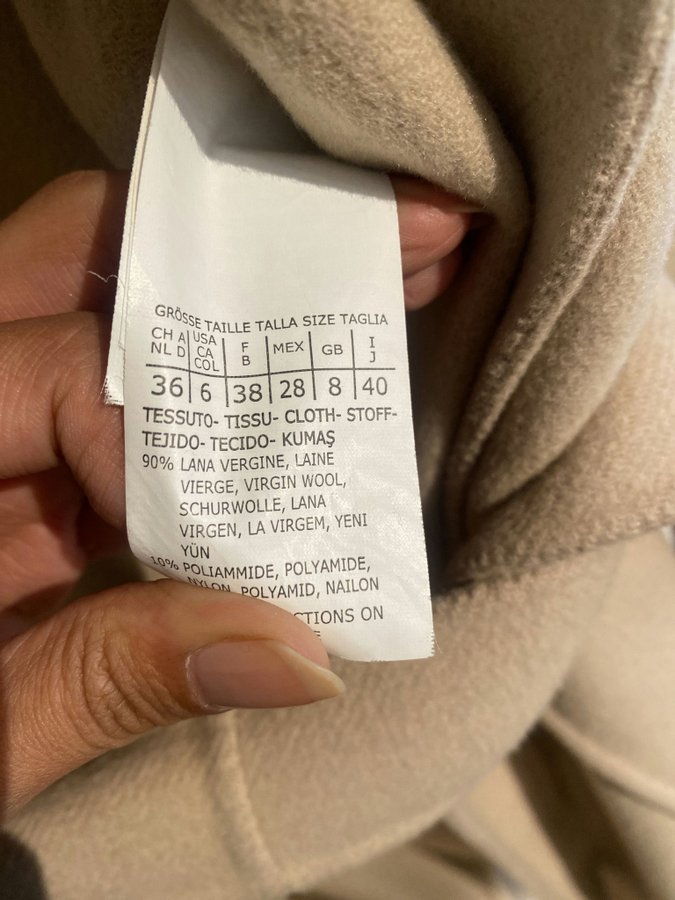 GRÖSSE TAILLE TALLA SIZE TAGLIA
CH A NL D USA CA COL F B MEX GB I J
36 6 38 28 8 40
TESSUTO- TISSU- CLOTH- STOFF-
TEJIDO- TECIDO- KUMAŞ
90% LANA VERGINE, LAINE
VIERGE, VIRGIN WOOL,
SCHURWOLLE, LANA
VIRGEN, LA VIRGEM, YENI
YÜN
10% POLIAMMIDE, POLYAMIDE,
NYLON, POLYAMID, NAILON
CTIONS ON